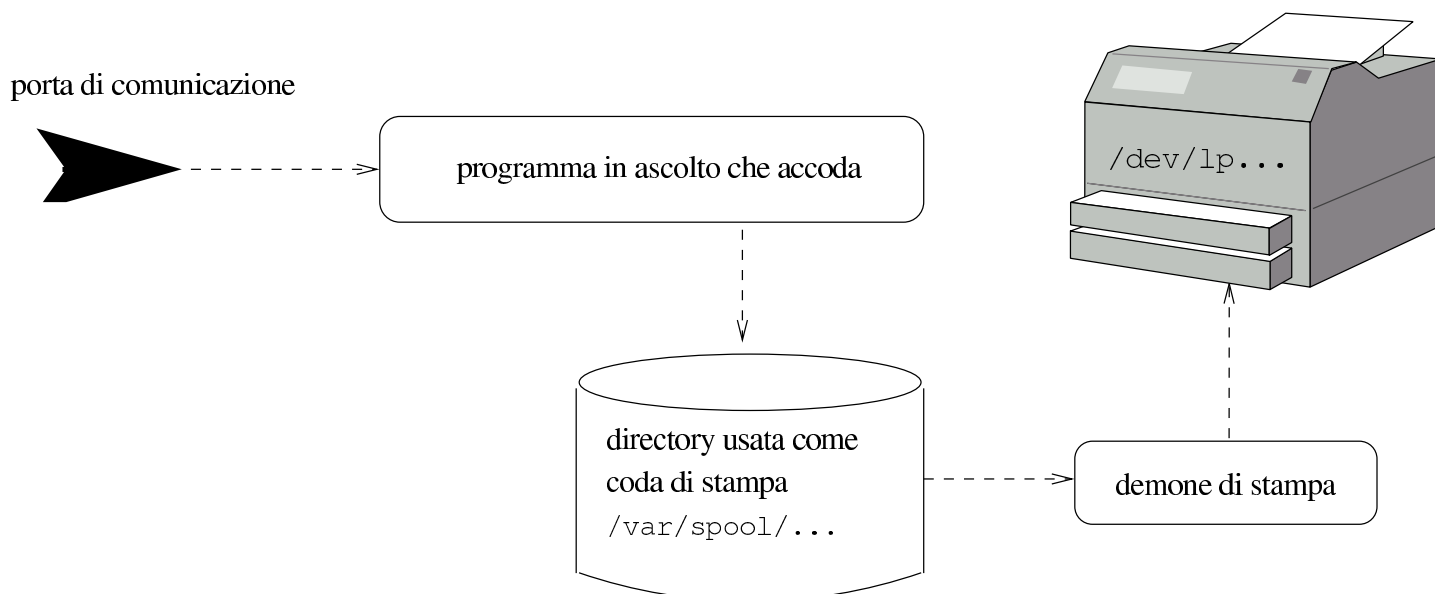 porta di comunicazione
programma in ascolto che accoda
/dev/lp...
directory usata come
coda di stampa
/var/spool/...
demone di stampa